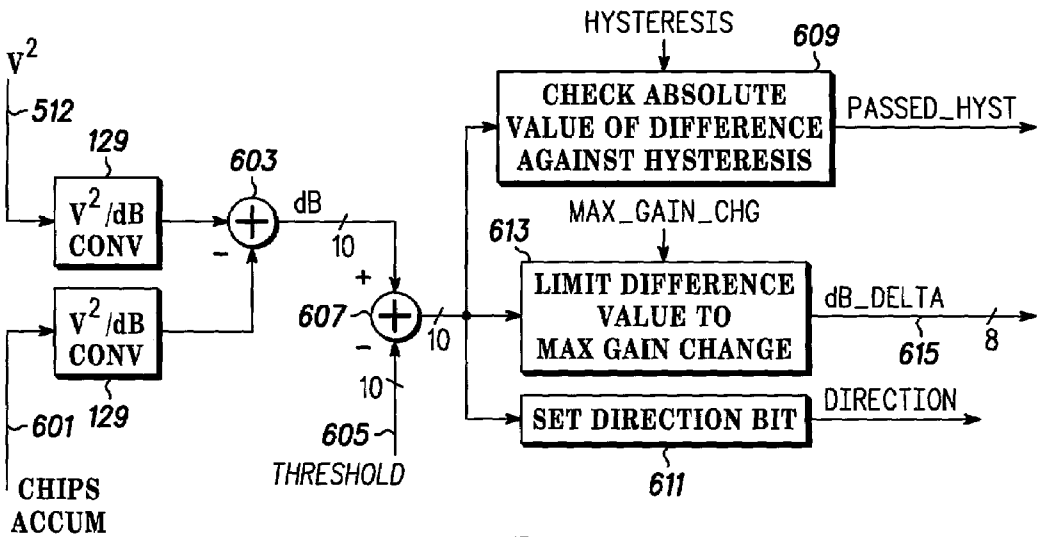 HYSTERESIS
609
V²
CHECK ABSOLUTE
VALUE OF DIFFERENCE
AGAINST HYSTERESIS
PASSED_HYST
512
129
603
V²/dB
CONV
-
+
dB
10
MAX_GAIN_CHG
613
LIMIT DIFFERENCE
VALUE TO
MAX GAIN CHANGE
dB_DELTA
615
8
+
607
+
-
10
V²/dB
CONV
129
601
10
605
THRESHOLD
SET DIRECTION BIT
DIRECTION
611
CHIPS
ACCUM